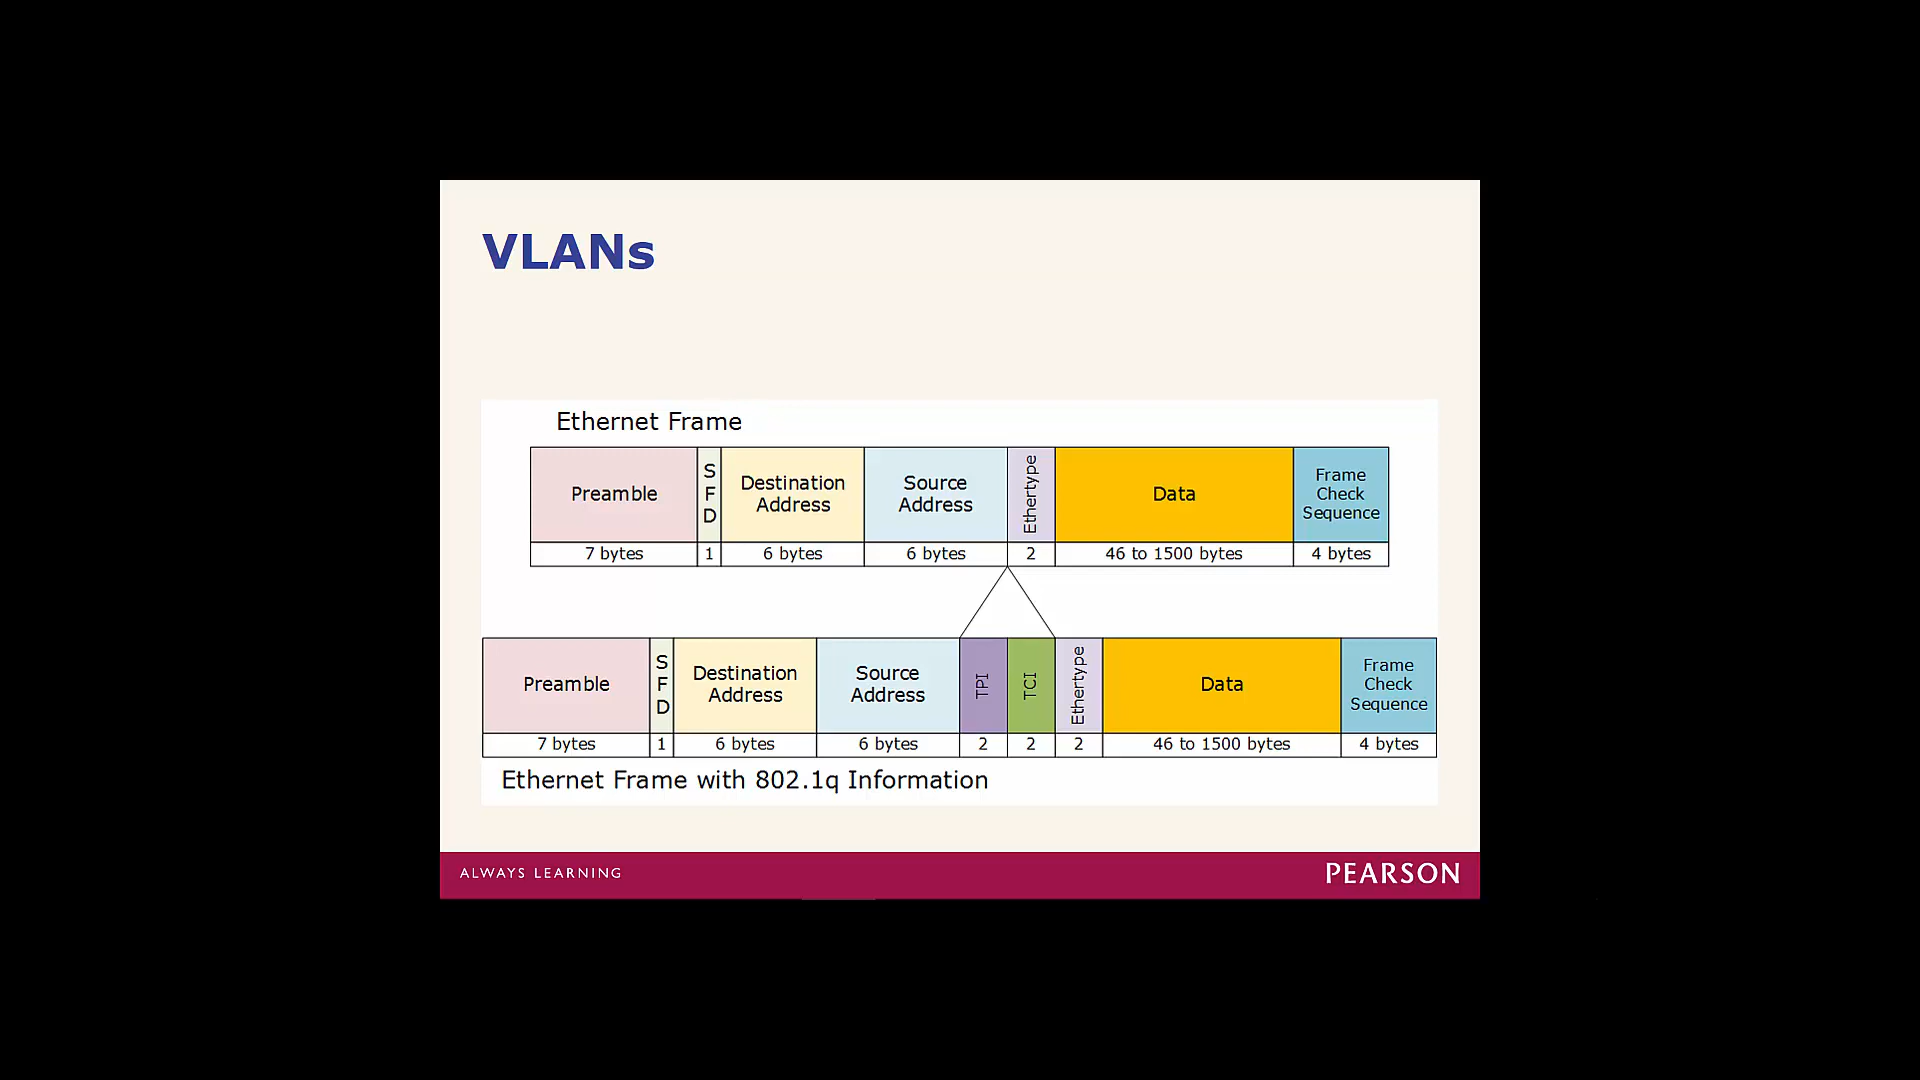 VLANs
Ethernet Frame
Preamble
S
F
D
Destination
Address
Source
Address
Ethertype
Data
Frame
Check
Sequence
7 bytes
1
6 bytes
6 bytes
2
46 to 1500 bytes
4 bytes
Preamble
S
F
D
Destination
Address
Source
Address
TPI
TCI
Ethertype
Data
Frame
Check
Sequence
7 bytes
1
6 bytes
6 bytes
2
2
2
46 to 1500 bytes
4 bytes
Ethernet Frame with 802.1q Information
ALWAYS LEARNING
PEARSON